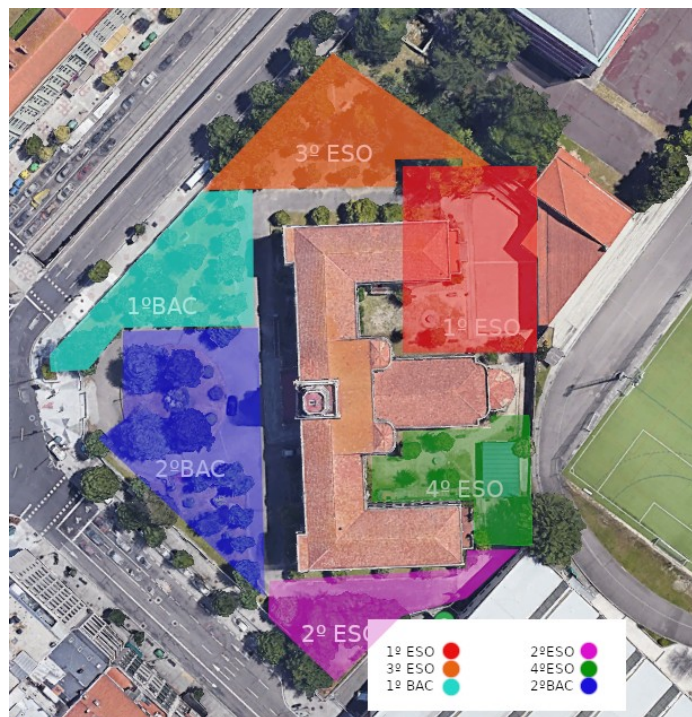 3º ESO
1ºBAC
1º ESO
2ºBAC
4º ESO
2º ESO
1º ESO
3º ESO
1º BAC
2ºESO
4ºESO
2ºBAC